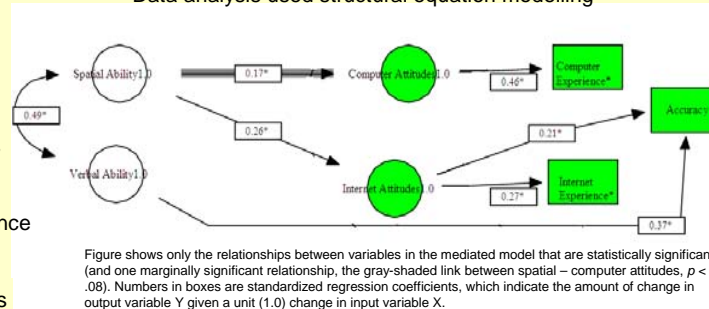 Data analysis used structural equation modelling
Spatial Ability1.0
0.17*
Computer Attitudes1.0
0.46*
Computer
Experience*
0.49*
0.26*
0.21*
Accuracy
Verbal Ability1.0
Internet Attitudes1.0
0.27*
Internet
Experience*
0.37*
Figure shows only the relationships between variables in the mediated model that are statistically significan
(and one marginally significant relationship, the gray-shaded link between spatial – computer attitudes, p <
.08). Numbers in boxes are standardized regression coefficients, which indicate the amount of change in
output variable Y given a unit (1.0) change in input variable X.
nce
s